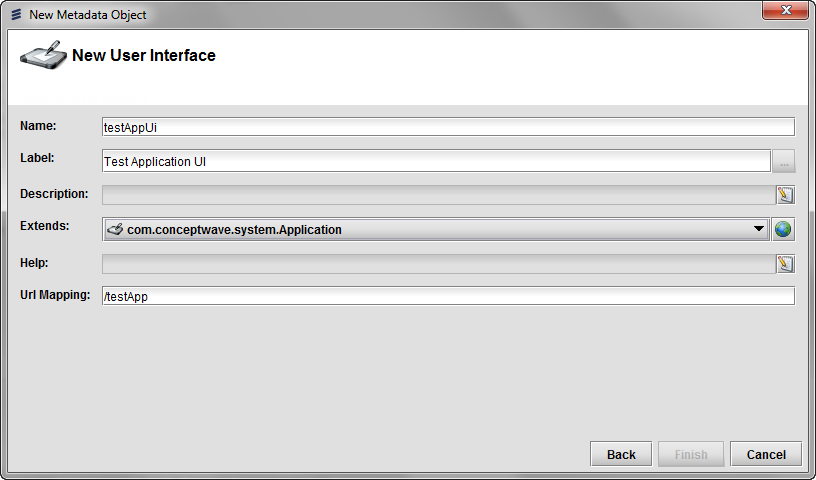 New Metadata Object
New User Interface
Name: testAppUi
Label: Test Application UI ...
Description:
Extends: com.conceptwave.system.Application
Help:
Url Mapping: /testApp
Back Finish Cancel